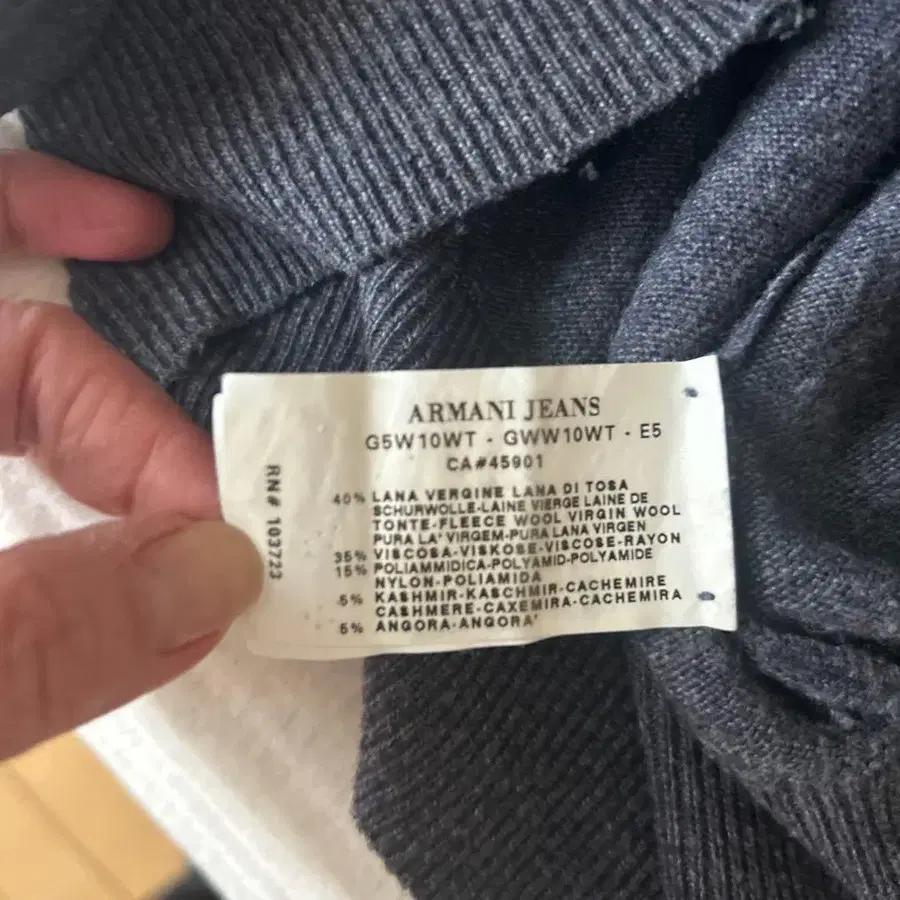 ARMANI JEANS
G5W10WT - GWW10WT - E5
CA#45901
RN# 103723
40% LANA VERGINE LANA DI TOSA
SCHURWOLLE-LAINE VIERGE LAINE DE
TONTE-FLEECE WOOL VIRGIN WOOL
PURA LA' VIRGEM-PURA LANA VIRGEN
35% VISCOSA-VISKOSE-VISCOSE-RAYON
15% POLIAMMIDICA-POLYAMID-POLYAMIDE
NYLON-POLIAMIDA
5% KASHMIR-KASCHMIR-CACHEMIRE
CASHMERE-CAXEMIRA-CACHEMIRA
5% ANGORA-ANGORA'